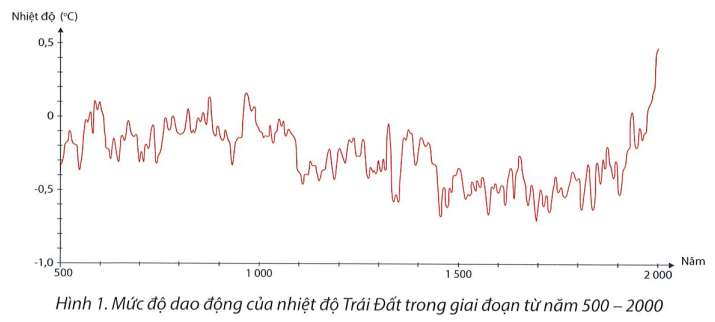 Nhiệt độ (°C)
0,5
0
-0,5
-1,0
500
1 000
1 500
2 000
Năm
Hình 1. Mức độ dao động của nhiệt độ Trái Đất trong giai đoạn từ năm 500 – 2000